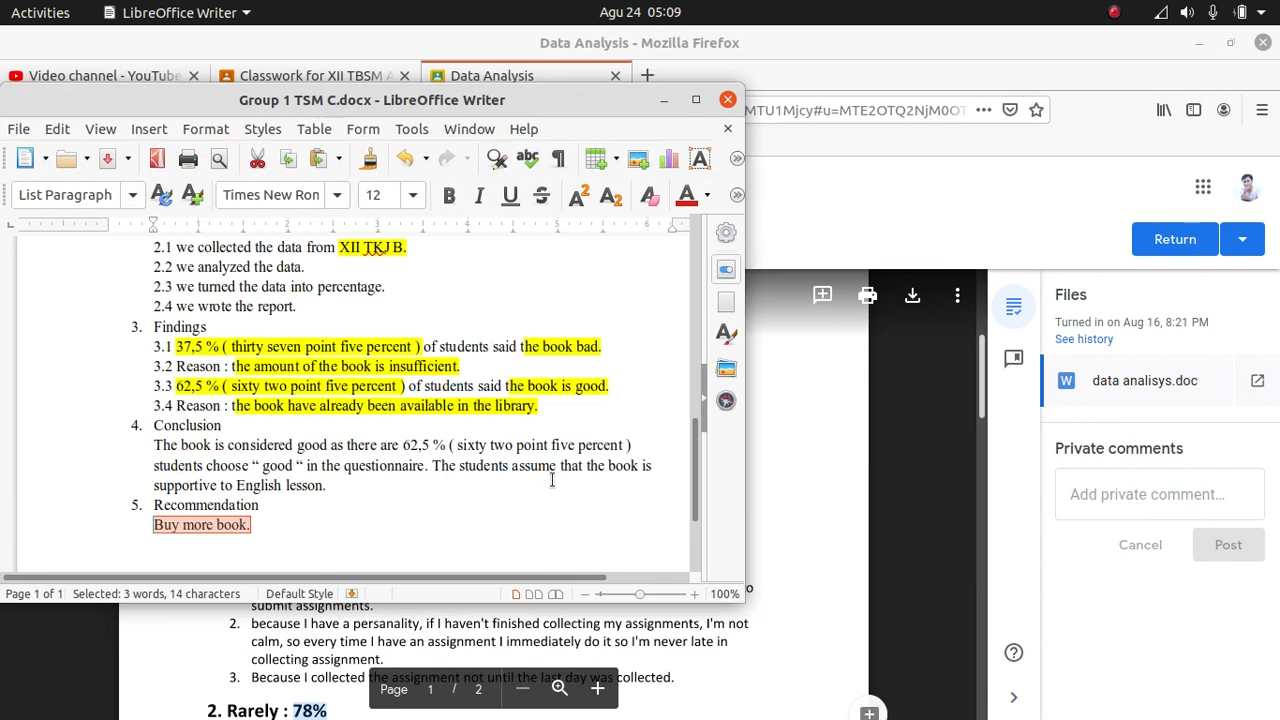 Activities
LibreOffice Writer
Agu 24 05:09
Data Analysis - Mozilla Firefox
Video channel - YouTube
Classwork for XII TBSM A
Data Analysis
Group 1 TSM C.docx - LibreOffice Writer
MTU1Mjcy#u=MTE2OTQ2NjM0OT
File Edit View Insert Format Styles Table Form Tools Window Help
List Paragraph
Times New Ron
12
Return
2.1 we collected the data from XII TKJ B.
2.2 we analyzed the data.
2.3 we turned the data into percentage.
2.4 we wrote the report.
3. Findings
3.1 37,5 % ( thirty seven point five percent ) of students said the book bad.
3.2 Reason : the amount of the book is insufficient.
3.3 62,5 % ( sixty two point five percent ) of students said the book is good.
3.4 Reason : the book have already been available in the library.
4. Conclusion
The book is considered good as there are 62,5 % ( sixty two point five percent )
students choose “ good “ in the questionnaire. The students assume that the book is
supportive to English lesson.
5. Recommendation
Buy more book.
Page 1 of 1
Selected: 3 words, 14 characters
Default Style
100%
submit assignments.
2. because I have a personality, if I haven't finished collecting my assignments, I'm not
calm, so every time I have an assignment I immediately do it so I'm never late in
collecting assignment.
3. Because I collected the assignment not until the last day was collected.
Page 1 / 2
2. Rarely : 78%
Files
Turned in on Aug 16, 8:21 PM
See history
data analisys.doc
Private comments
Add private comment…
Cancel
Post